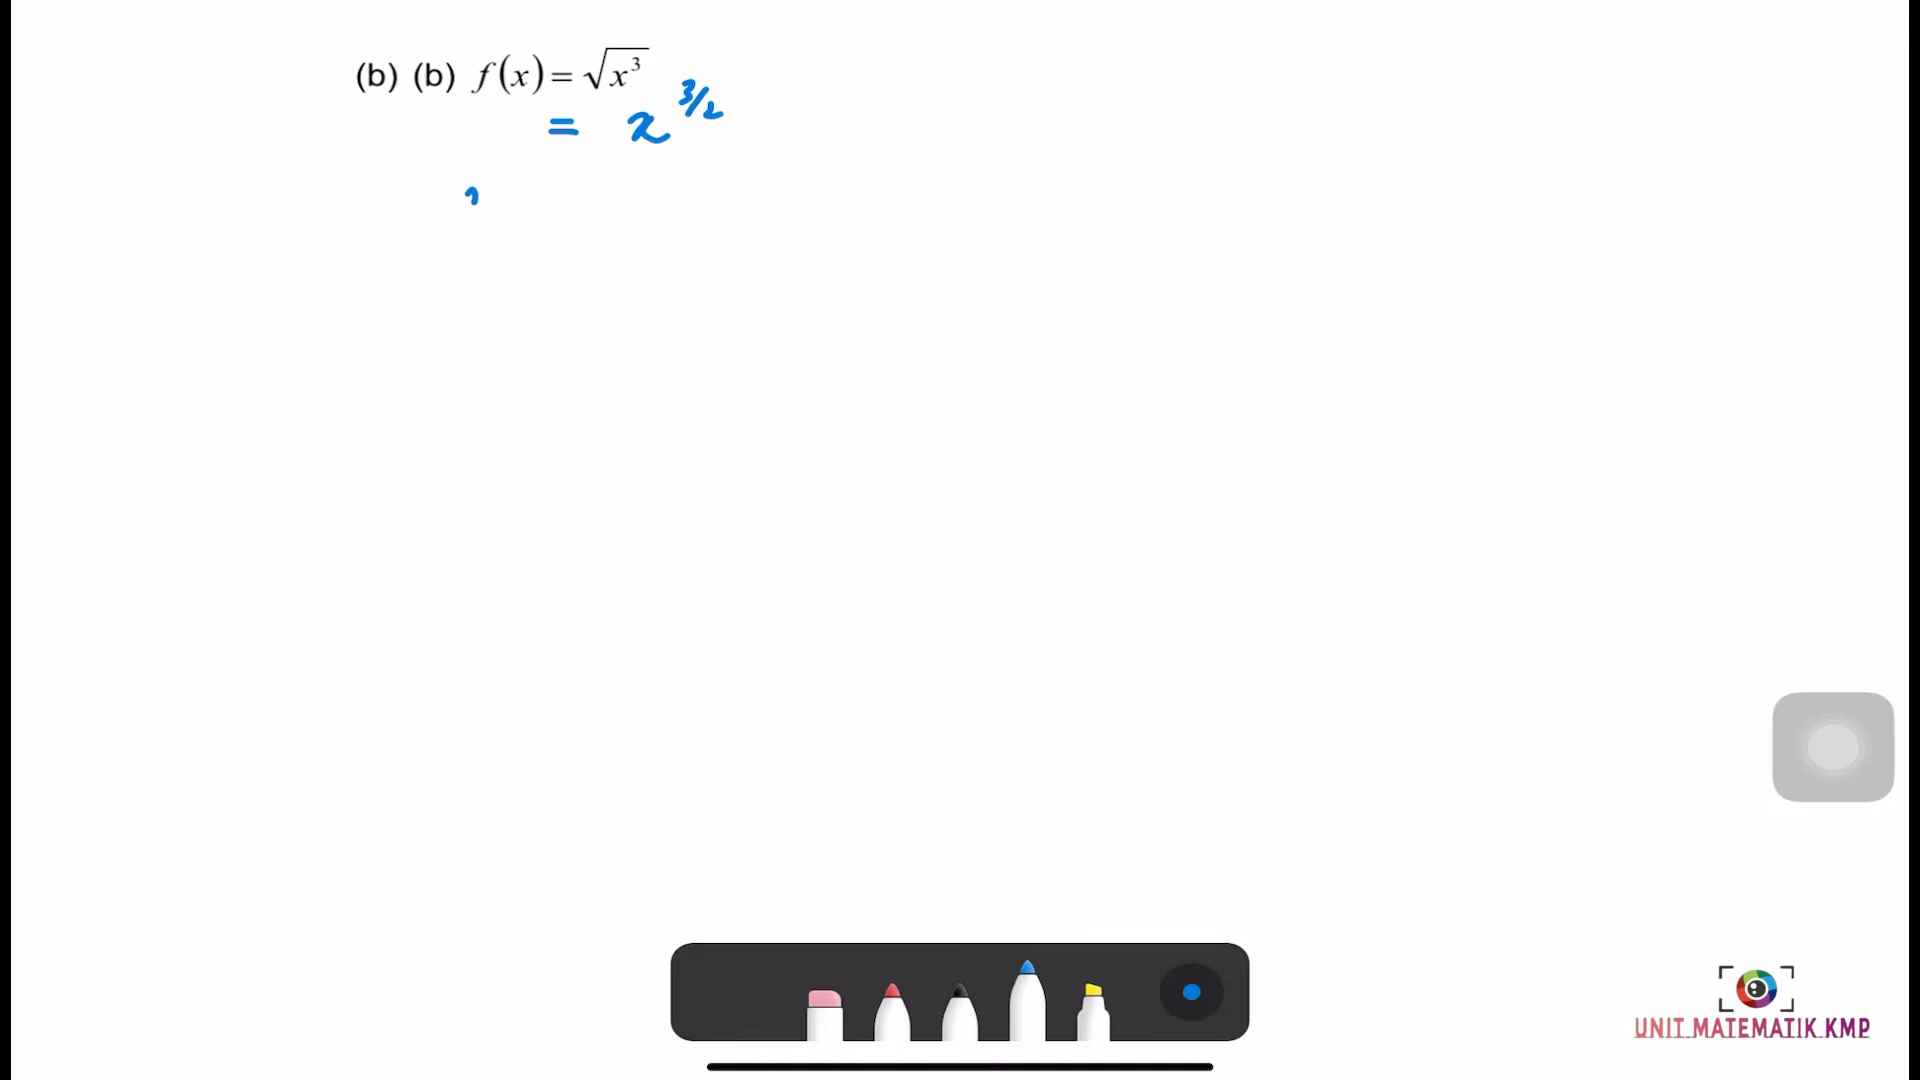 (b) (b) f(x) = √x³
= x^{3/2}
UNIT MATEMATIK KMP